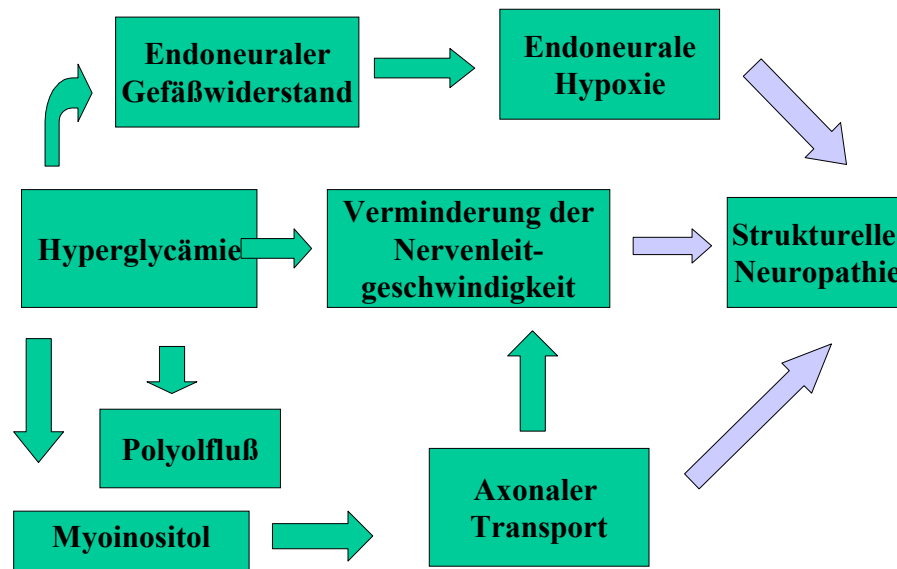 Endoneuraler
Gefäßwiderstand
Endoneurale
Hypoxie
Hyperglycämie
Verminderung der
Nervenleit-
geschwindigkeit
Strukturelle
Neuropathie
Polyolfluß
Myoinositol
Axonaler
Transport